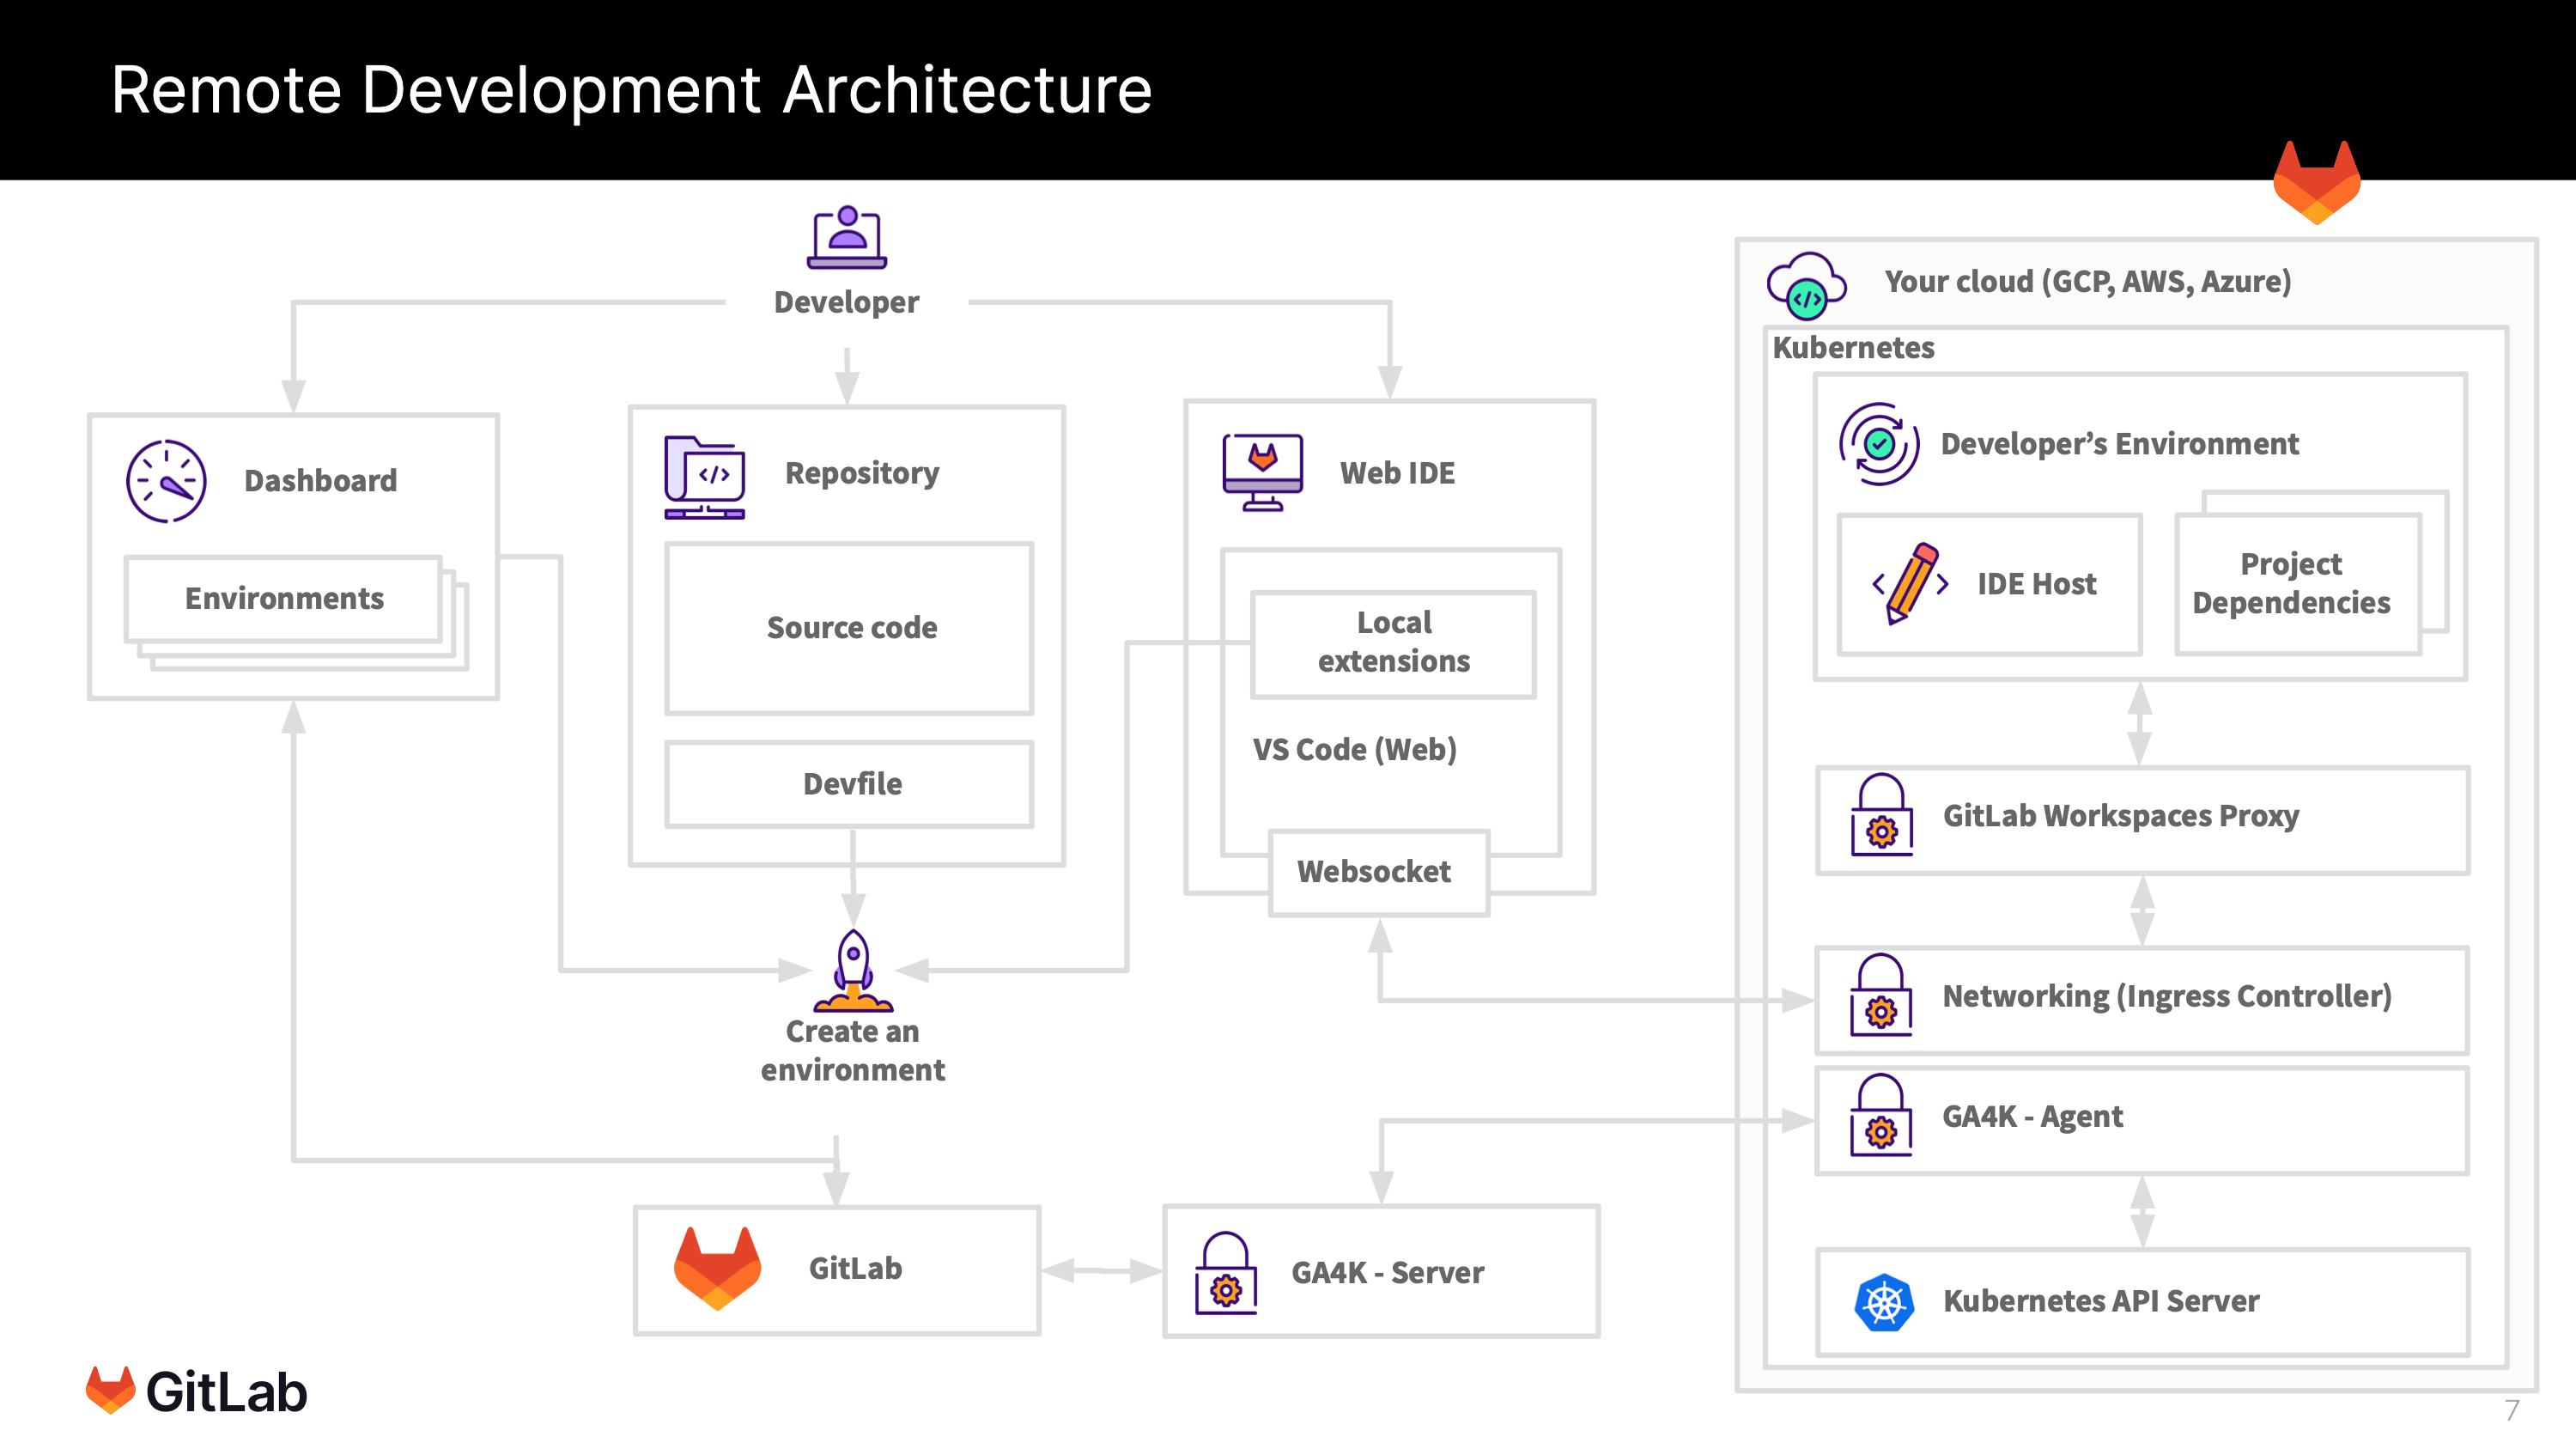 Remote Development Architecture
Developer
Dashboard
Environments
Repository
Source code
Devfile
Web IDE
Local
extensions
VS Code (Web)
Websocket
Create an
environment
GitLab
GA4K - Server
Your cloud (GCP, AWS, Azure)
Kubernetes
Developer’s Environment
IDE Host
Project
Dependencies
GitLab Workspaces Proxy
Networking (Ingress Controller)
GA4K - Agent
Kubernetes API Server
GitLab
7